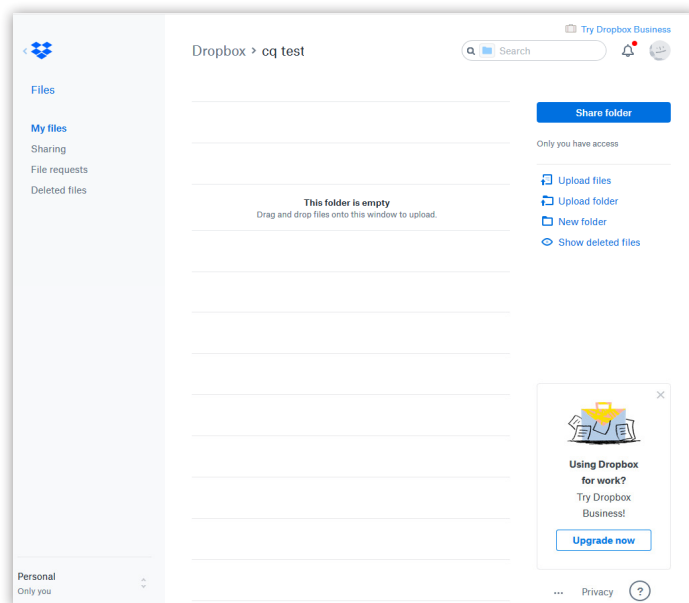 Try Dropbox Business
Dropbox > cq test
Search
Files
My files
Sharing
File requests
Deleted files
This folder is empty
Drag and drop files onto this window to upload.
Share folder
Only you have access
Upload files
Upload folder
New folder
Show deleted files
Using Dropbox
for work?
Try Dropbox
Business!
Upgrade now
Personal
Only you
... Privacy ?